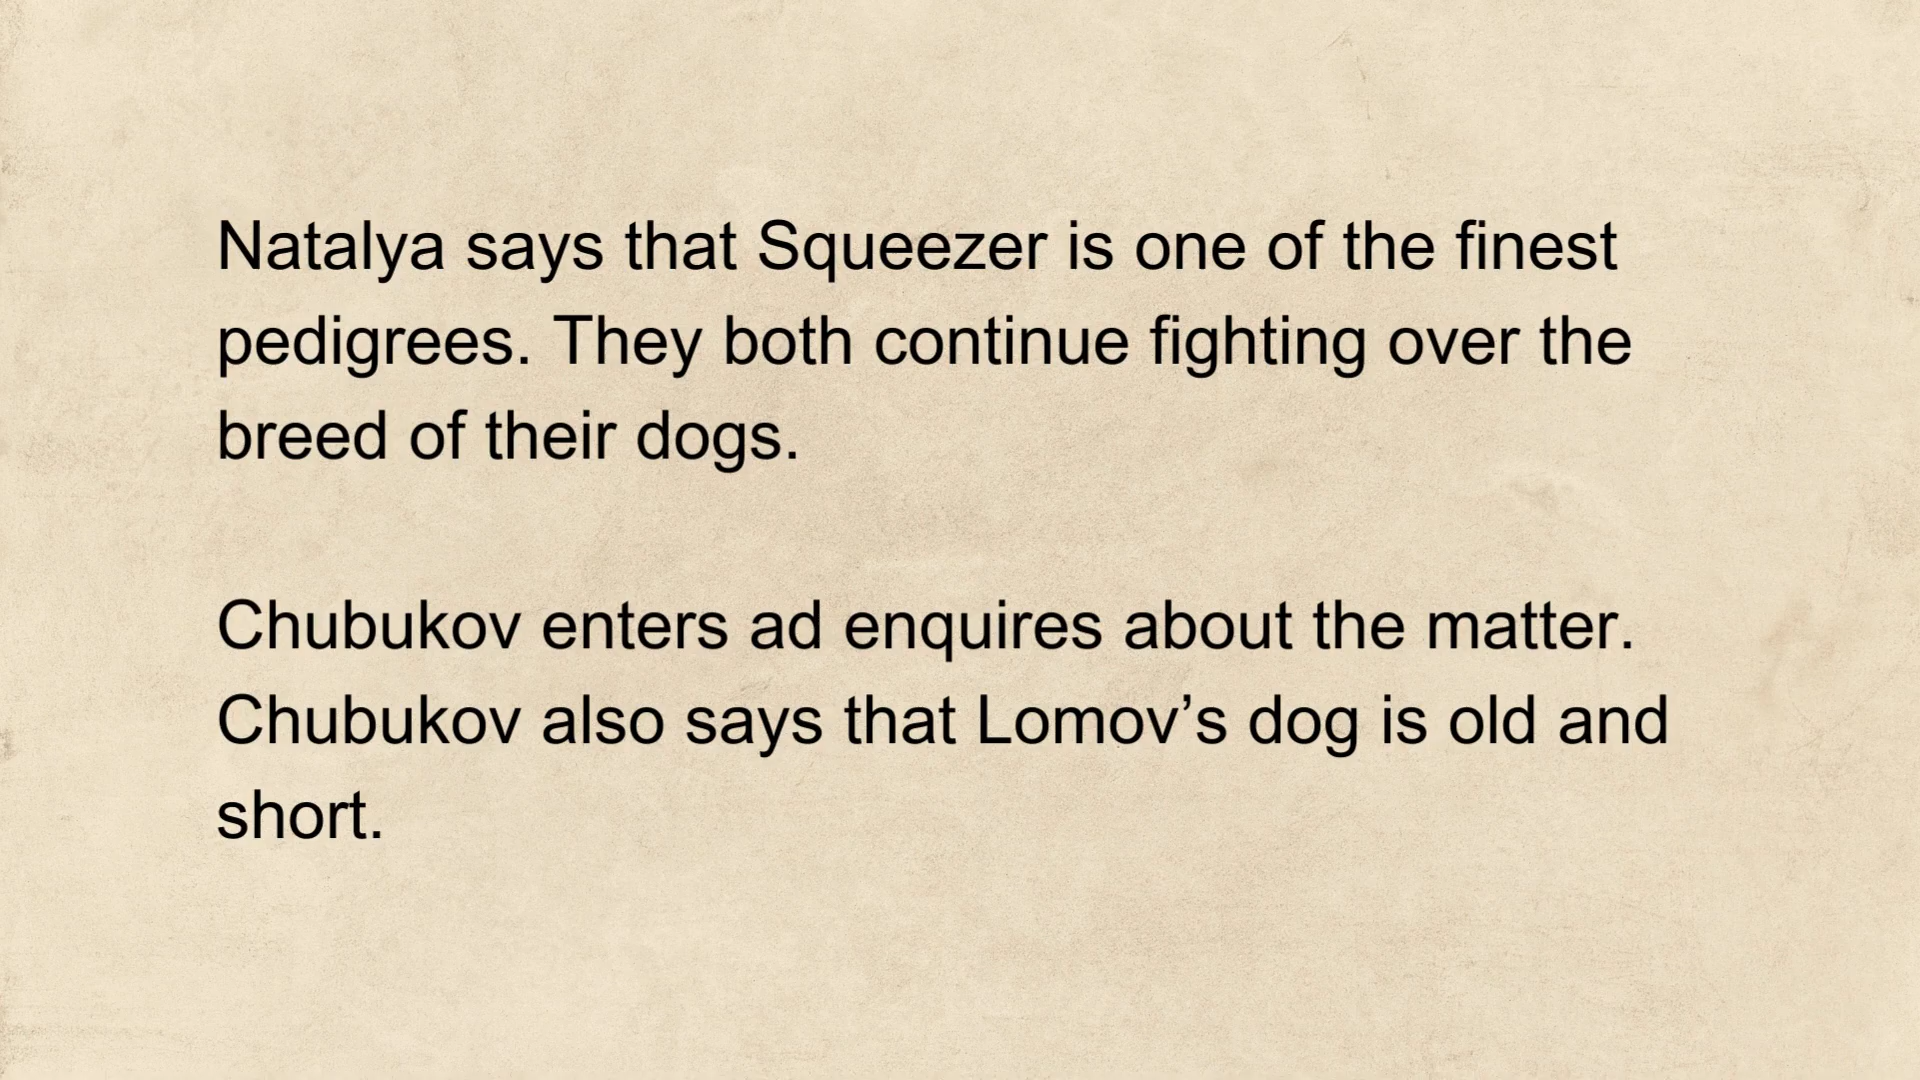 Natalya says that Squeezer is one of the finest
pedigrees. They both continue fighting over the
breed of their dogs.
Chubukov enters ad enquires about the matter.
Chubukov also says that Lomov’s dog is old and
short.